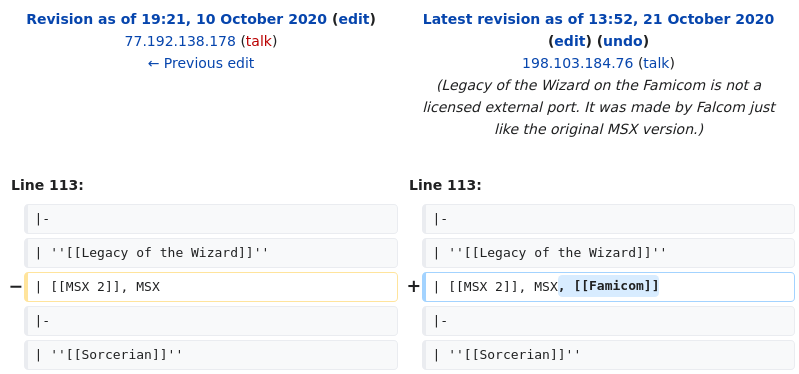 Revision as of 19:21, 10 October 2020 (edit)
77.192.138.178 (talk)
← Previous edit
Latest revision as of 13:52, 21 October 2020
(edit) (undo)
198.103.184.76 (talk)
(Legacy of the Wizard on the Famicom is not a
licensed external port. It was made by Falcom just
like the original MSX version.)
Line 113:
Line 113:
|-
|-
| ''[[Legacy of the Wizard]]''
| ''[[Legacy of the Wizard]]''
− | [[MSX 2]], MSX
+ | [[MSX 2]], MSX, [[Famicom]]
|-
|-
| ''[[Sorcerian]]''
| ''[[Sorcerian]]''